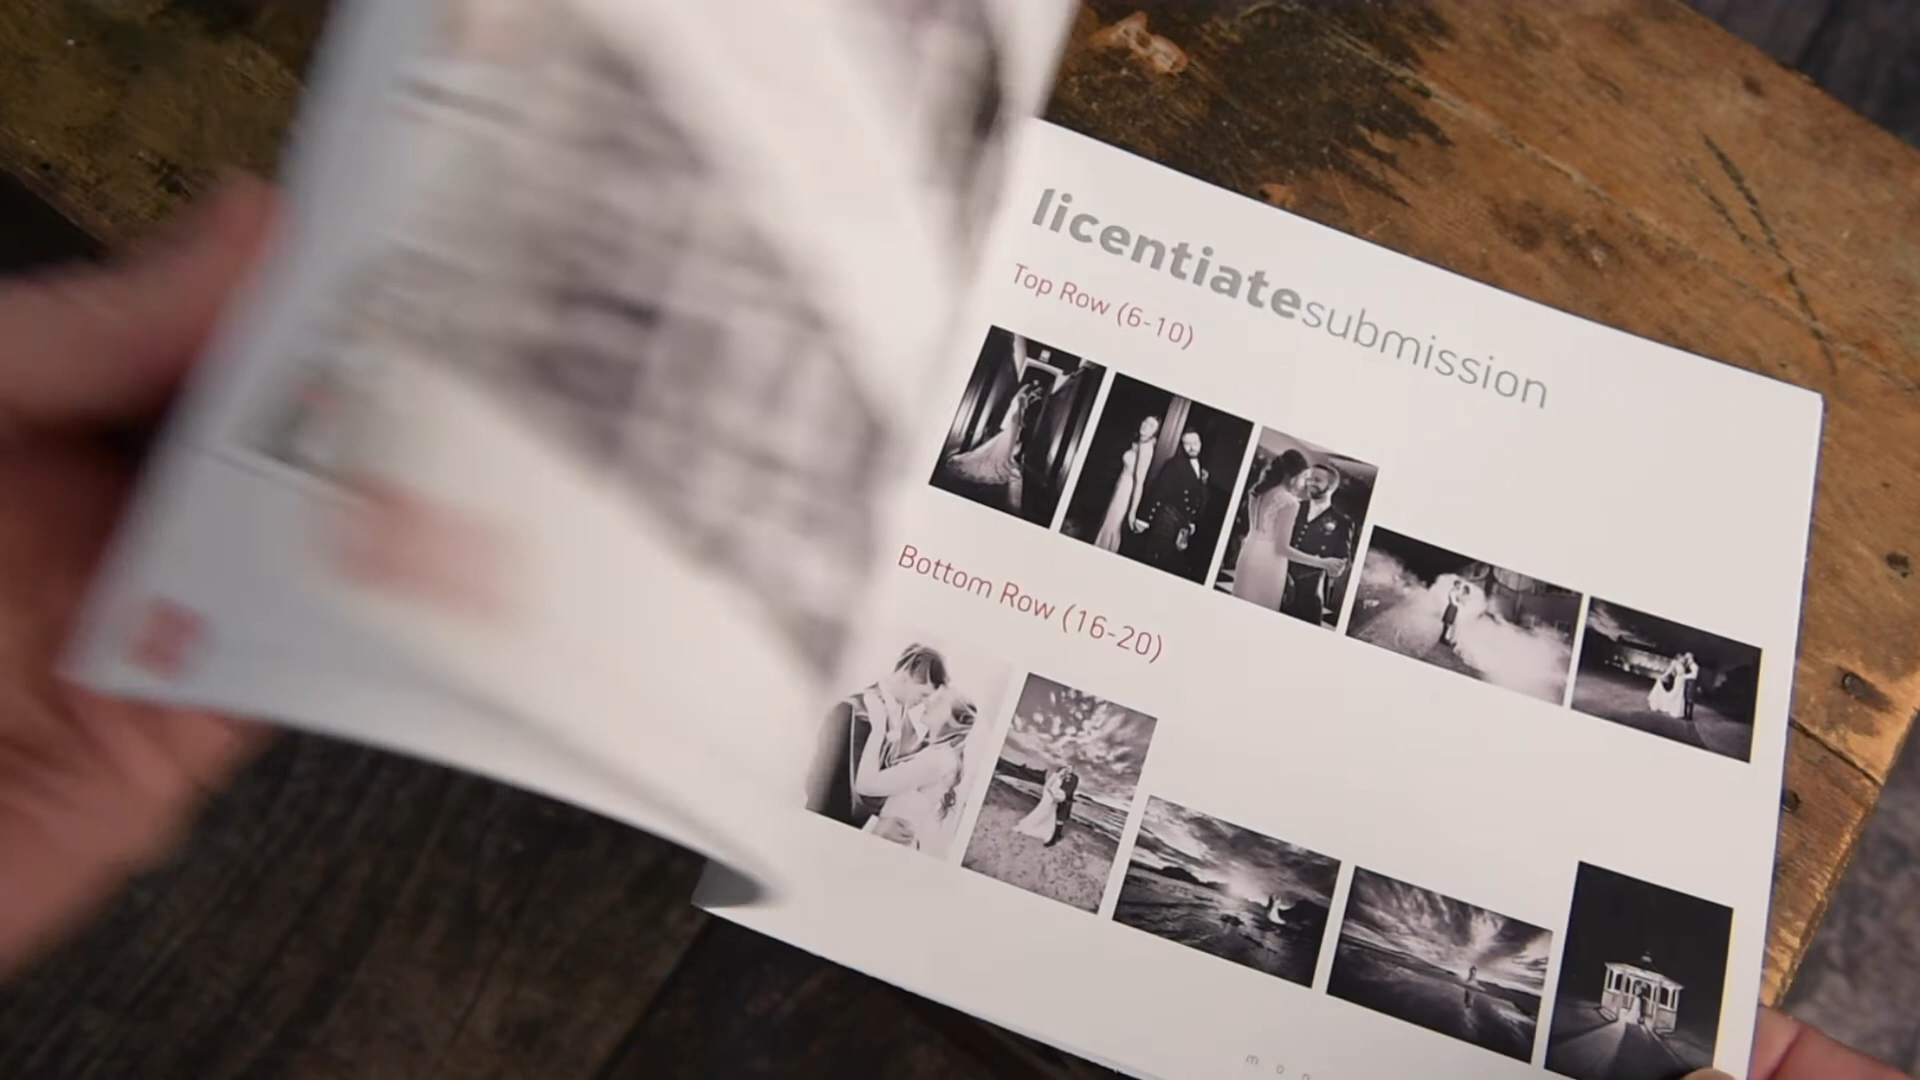 licentiatesubmission
Top Row (6-10)
Bottom Row (16-20)